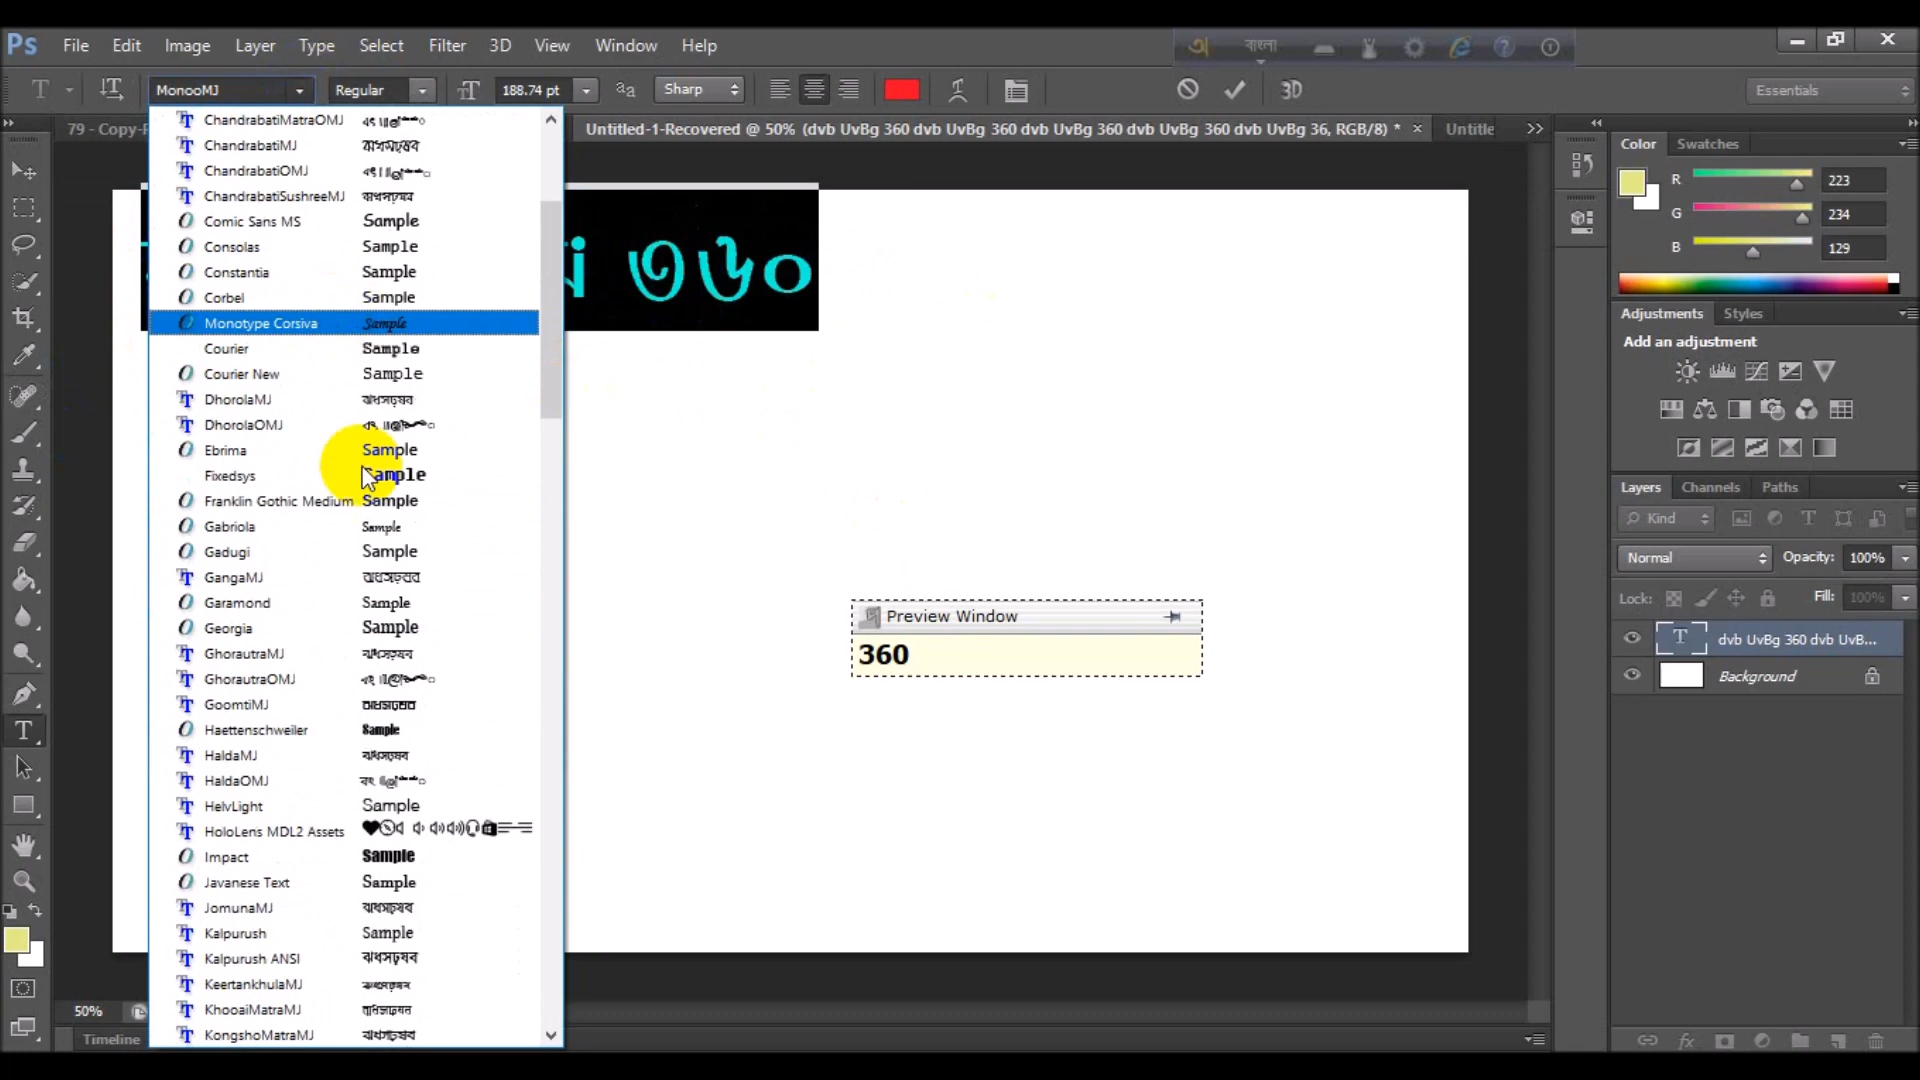 Ps File Edit Image Layer Type Select Filter 3D View Window Help
বাংলা
MonooMJ Regular 188.74 pt Sharp 3D Essentials
79 - Copy-R
Untitled-1-Recovered @ 50% (dvb UvBg 360 dvb UvBg 360 dvb UvBg 360 dvb UvBg 360 dvb UvBg 36, RGB/8) * ×
Untitle
ChandrabatiMatraOMJ
ChandrabatiMJ
ChandrabatiOMJ
ChandrabatiSushreeMJ
Comic Sans MS Sample
Consolas Sample
Constantia Sample
Corbel Sample
Monotype Corsiva Sample
Courier Sample
Courier New Sample
DhorolaMJ
DhorolaOMJ
Ebrima Sample
Fixedsys Sample
Franklin Gothic Medium Sample
Gabriola Sample
Gadugi Sample
GangaMJ
Garamond Sample
Georgia Sample
GhorautraMJ
GhorautraOMJ
GoomtiMJ
Haettenschweiler Sample
HaldaMJ
HaldaOMJ
HelvLight Sample
HoloLens MDL2 Assets
Impact Sample
Javanese Text Sample
JomunaMJ
Kalpurush Sample
Kalpurush ANSI
KeertankhulaMJ
KhooaiMatraMJ
KongshoMatraMJ
৩৬০
Preview Window
360
50%
Timeline
Color Swatches
R 223
G 234
B 129
Adjustments Styles
Add an adjustment
Layers Channels Paths
Kind
Normal Opacity: 100%
Lock: Fill: 100%
T dvb UvBg 360 dvb UvB...
Background